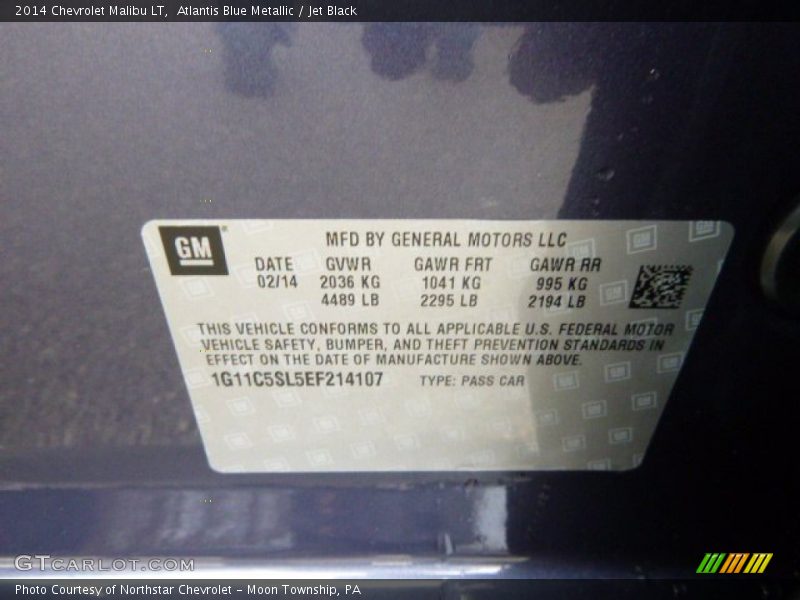 2014 Chevrolet Malibu LT, Atlantis Blue Metallic / Jet Black
GM
MFD BY GENERAL MOTORS LLC
DATE GVWR GAWR FRT GAWR RR
02/14 2036 KG 1041 KG 995 KG
4489 LB 2295 LB 2194 LB
THIS VEHICLE CONFORMS TO ALL APPLICABLE U.S. FEDERAL MOTOR
VEHICLE SAFETY, BUMPER, AND THEFT PREVENTION STANDARDS IN
EFFECT ON THE DATE OF MANUFACTURE SHOWN ABOVE.
1G11C5SL5EF214107 TYPE: PASS CAR
GTCARLOT.COM
Photo Courtesy of Northstar Chevrolet - Moon Township, PA